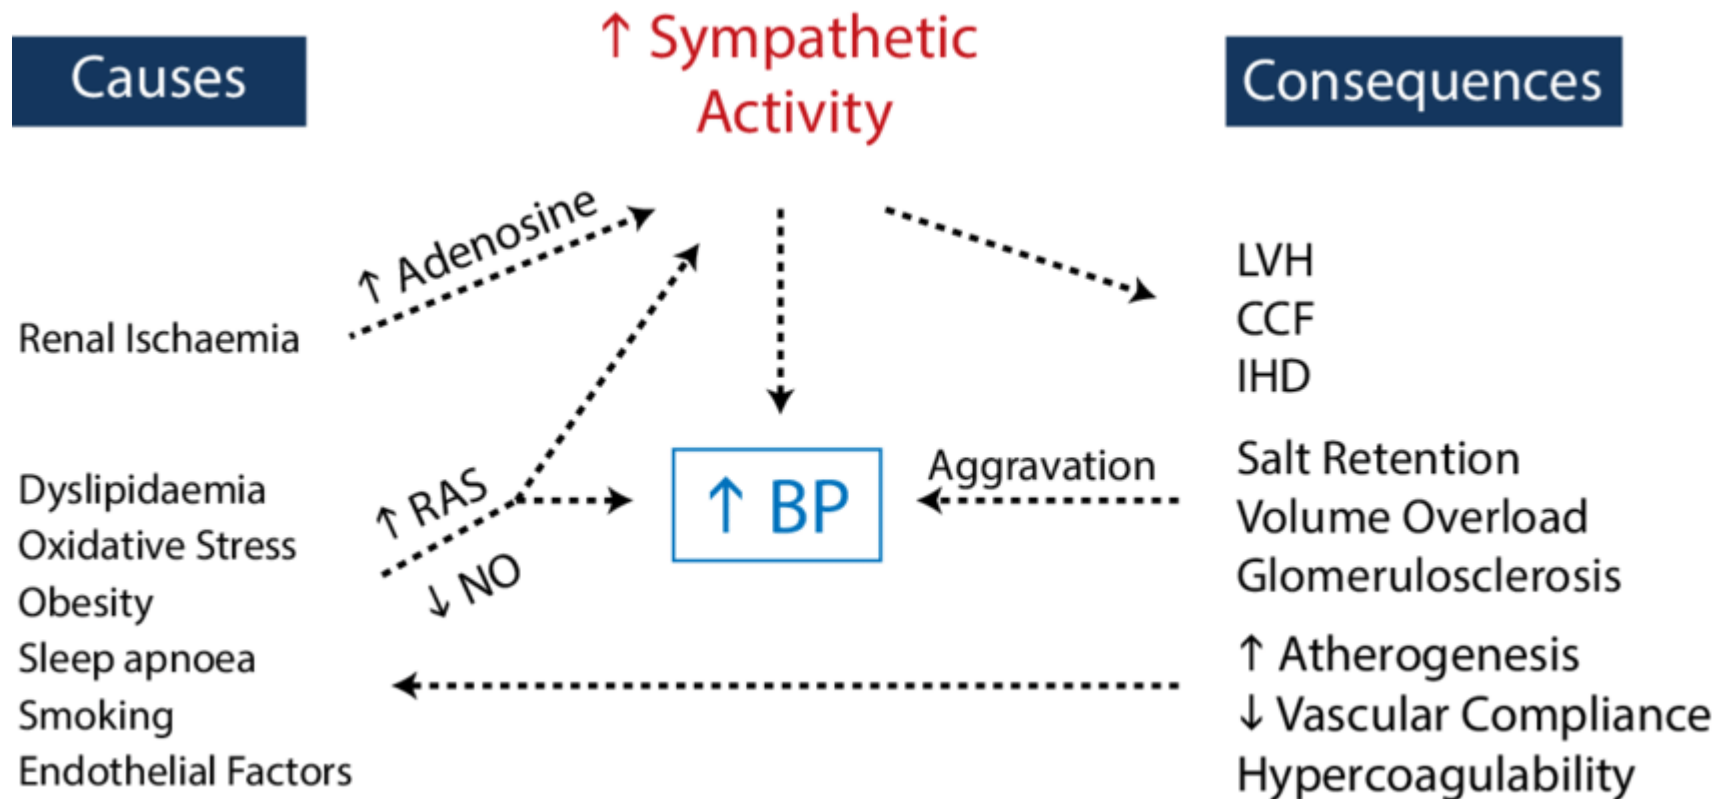 Causes
↑ Sympathetic
Activity
Consequences
↑ Adenosine
Renal Ischaemia
LVH
CCF
IHD
Dyslipidaemia
Oxidative Stress
Obesity
Sleep apnoea
Smoking
Endothelial Factors
↑ RAS
↓ NO
↑ BP
Aggravation
Salt Retention
Volume Overload
Glomerulosclerosis
↑ Atherogenesis
↓ Vascular Compliance
Hypercoagulability